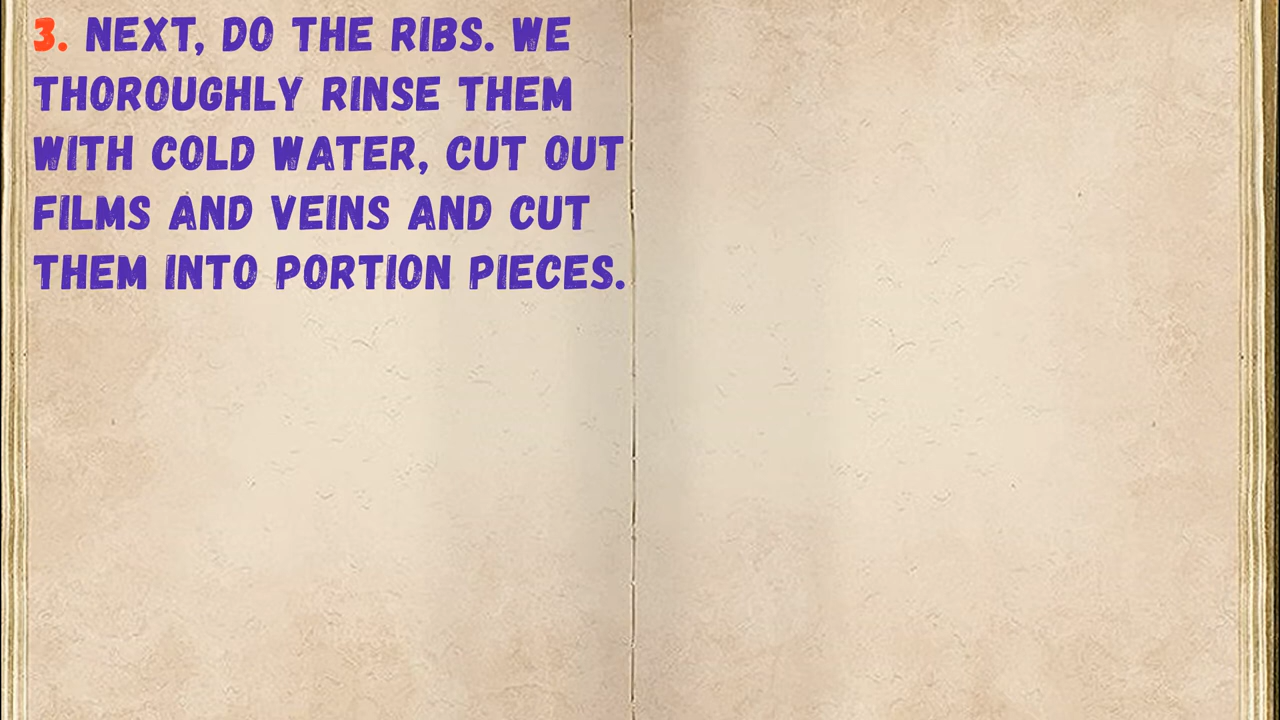 3. NEXT, DO THE RIBS. WE
THOROUGHLY RINSE THEM
WITH COLD WATER, CUT OUT
FILMS AND VEINS AND CUT
THEM INTO PORTION PIECES.